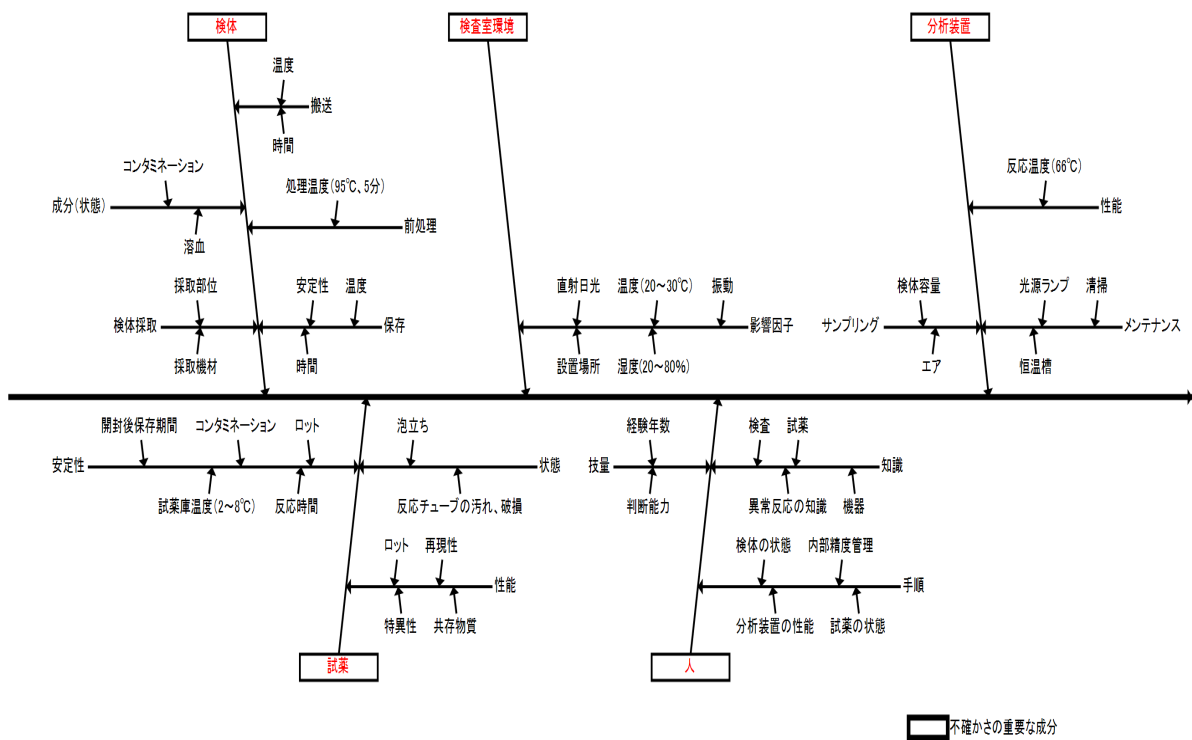 検体
検査室環境
分析装置
温度
搬送
時間
コンタミネーション
処理温度(95℃、5分)
反応温度(66℃)
成分(状態)
性能
溶血
前処理
採取部位
安定性
温度
直射日光
温度(20～30℃)
振動
検体容量
光源ランプ
清掃
検体採取
保存
影響因子
サンプリング
メンテナンス
採取機材
時間
設置場所
湿度(20～80%)
エア
恒温槽
開封後保存期間
コンタミネーション
ロット
泡立ち
経験年数
検査
試薬
安定性
状態
技量
知識
試薬庫温度(2～8℃)
反応時間
反応チューブの汚れ、破損
判断能力
異常反応の知識
機器
ロット
再現性
検体の状態
内部精度管理
性能
手順
特異性
共存物質
分析装置の性能
試薬の状態
試薬
人
不確かさの重要な成分